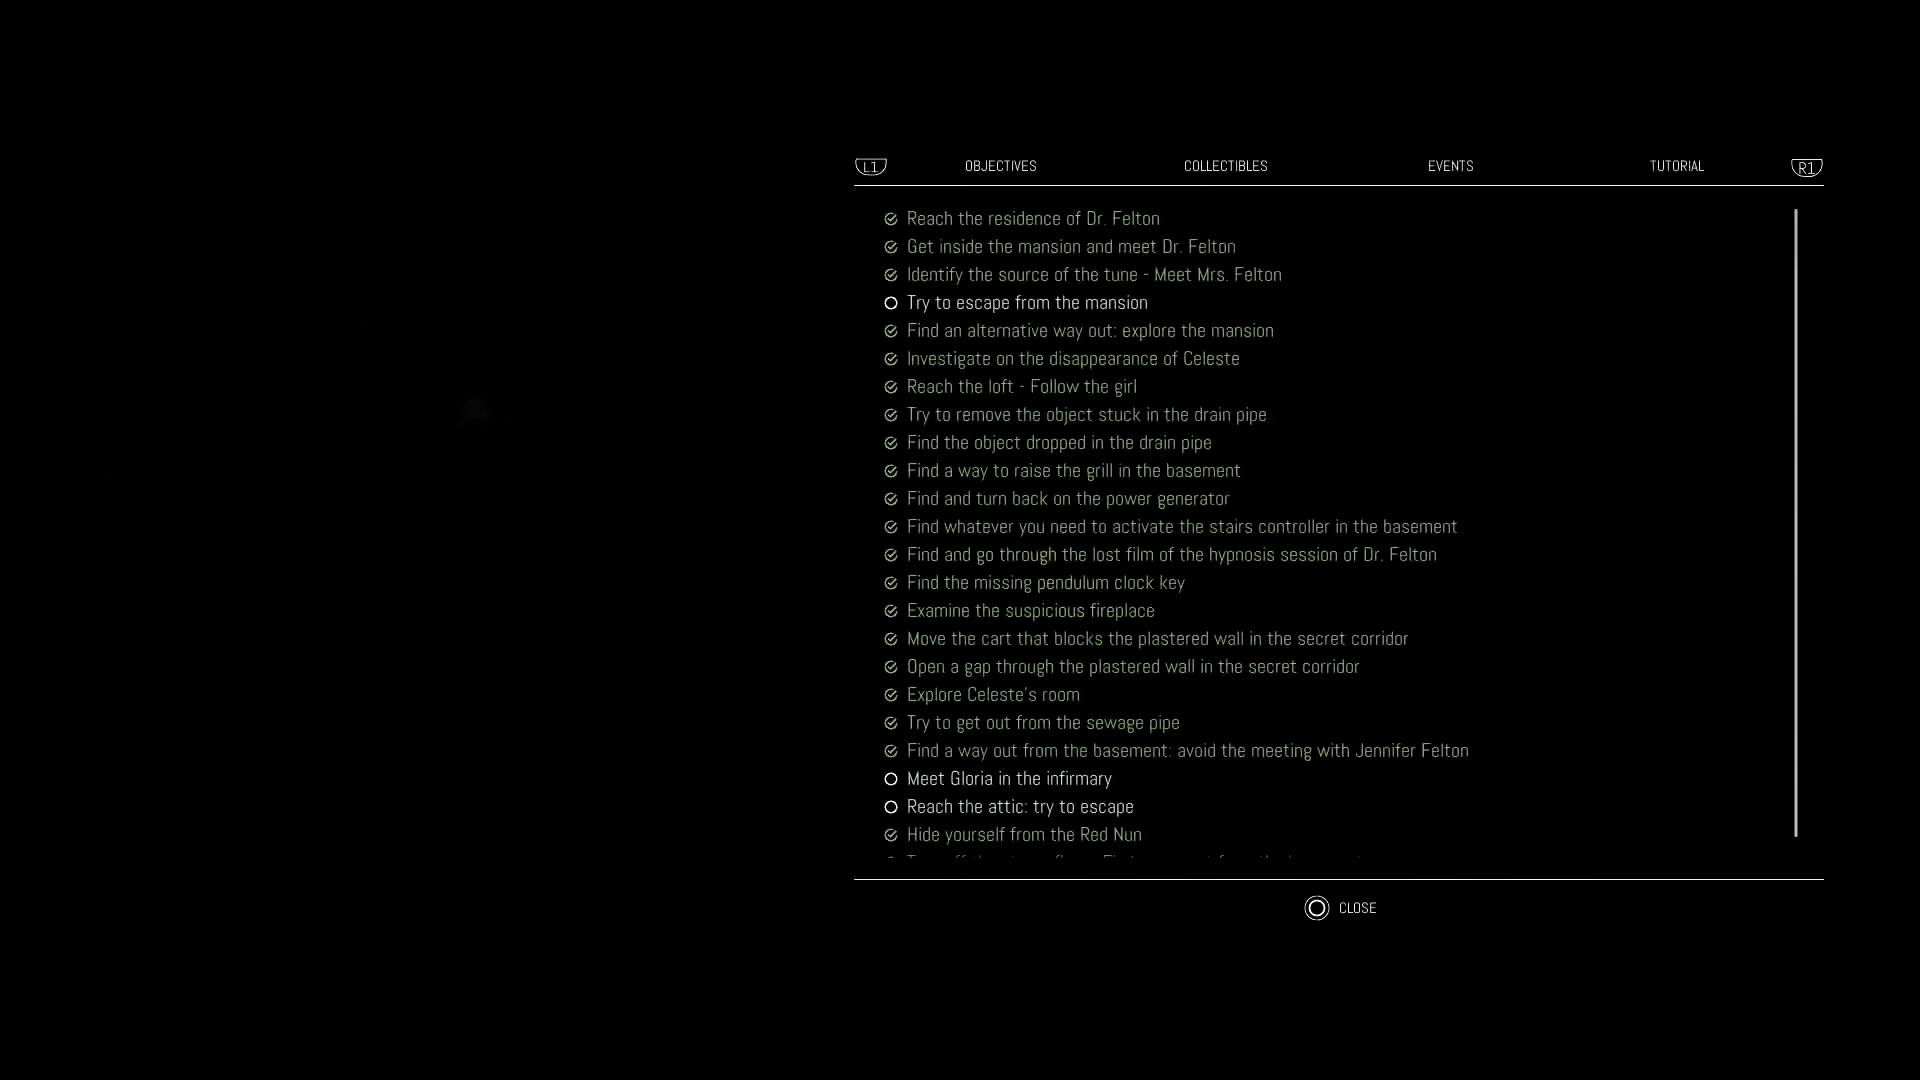 L1 OBJECTIVES COLLECTIBLES EVENTS TUTORIAL R1
Reach the residence of Dr. Felton
Get inside the mansion and meet Dr. Felton
Identify the source of the tune - Meet Mrs. Felton
Try to escape from the mansion
Find an alternative way out: explore the mansion
Investigate on the disappearance of Celeste
Reach the loft - Follow the girl
Try to remove the object stuck in the drain pipe
Find the object dropped in the drain pipe
Find a way to raise the grill in the basement
Find and turn back on the power generator
Find whatever you need to activate the stairs controller in the basement
Find and go through the lost film of the hypnosis session of Dr. Felton
Find the missing pendulum clock key
Examine the suspicious fireplace
Move the cart that blocks the plastered wall in the secret corridor
Open a gap through the plastered wall in the secret corridor
Explore Celeste's room
Try to get out from the sewage pipe
Find a way out from the basement: avoid the meeting with Jennifer Felton
Meet Gloria in the infirmary
Reach the attic: try to escape
Hide yourself from the Red Nun
CLOSE